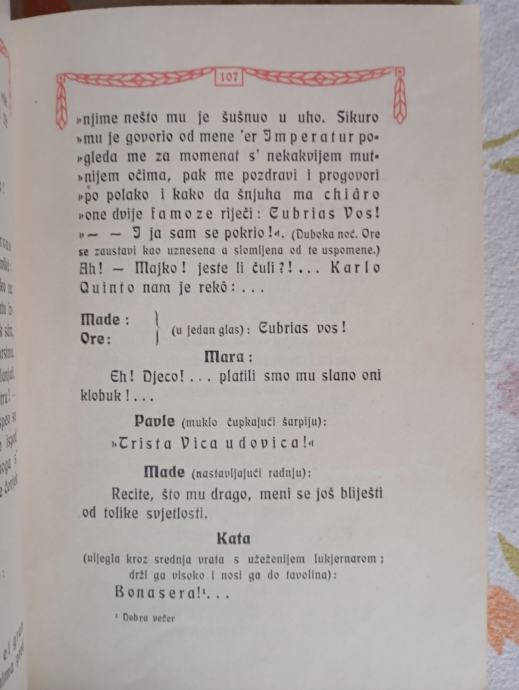 107
»njime nešto mu je šušnuo u uho. Sikuro
»mu je govorio od mene 'er Imperatur po-
»gleda me za momenat s' nekakvijem mut-
»nijem očima, pak me pozdravi i progovori
»po polako i kako da šnjuha ma chiâro
»one dvije famoze riječi: Cubrias Vos!
»— — I ja sam se pokrio!«. (Duboka noć. Ore
se zaustavi kao uznesena a slomljena od te uspomene.)
Ah! — Majko! jeste li čuli?!... Karlo
Quinto nam je rekô: ...
Made:
Ore:
(u jedan glas): Cubrias vos!
Mara:
Eh! Djeco!... platili smo mu slano oni
klobuk!...
Pavle (muklo čupkajući šarpiju):
»Trista Vica udovica!«
Made (nastavljajući radnju):
Recite, što mu drago, meni se još bliješti
od tolike svjetlosti.
Kata
(uljegla kroz srednja vrata s užeženijem lukjernarom;
drži ga visoko i nosi ga do tavolina):
Bonasera!¹...
¹ Dobra večer